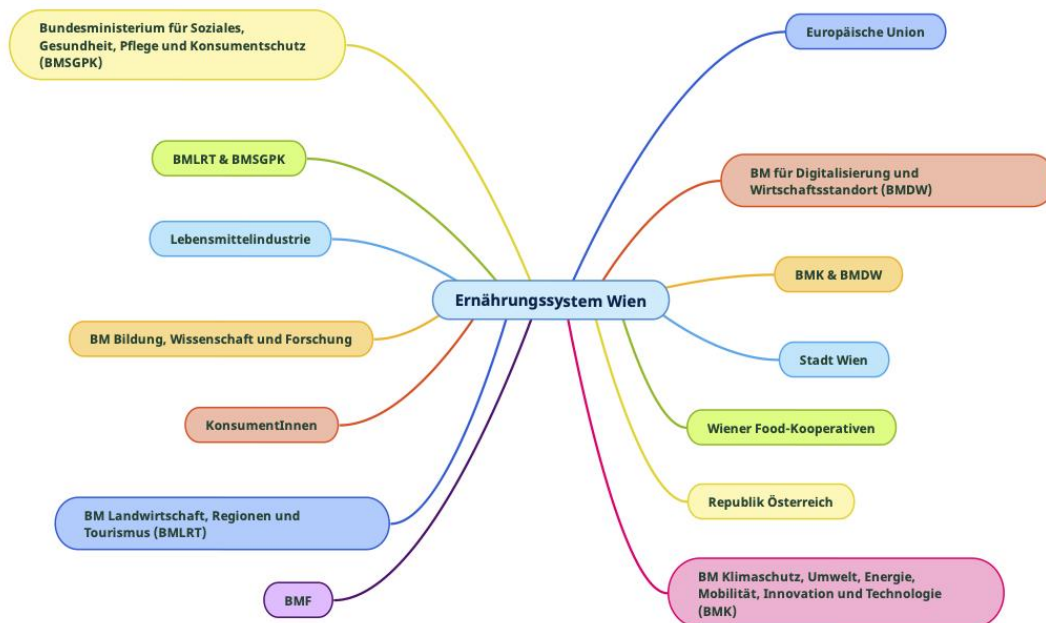 Bundesministerium für Soziales,
Gesundheit, Pflege und Konsumentschutz
(BMSGPK)
BMLRT & BMSGPK
Lebensmittelindustrie
BM Bildung, Wissenschaft und Forschung
KonsumentInnen
BM Landwirtschaft, Regionen und
Tourismus (BMLRT)
BMF
Ernährungssystem Wien
Europäische Union
BM für Digitalisierung und
Wirtschaftsstandort (BMDW)
BMK & BMDW
Stadt Wien
Wiener Food-Kooperativen
Republik Österreich
BM Klimaschutz, Umwelt, Energie,
Mobilität, Innovation und Technologie
(BMK)